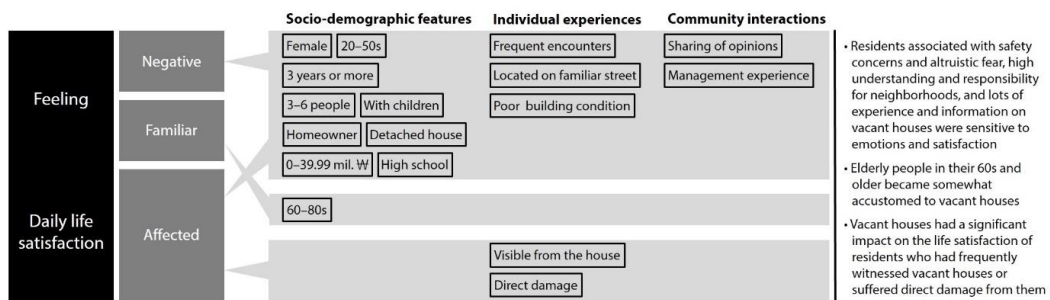 Socio-demographic features
Individual experiences
Community interactions
Feeling
Daily life
satisfaction
Negative
Familiar
Affected
Female
20–50s
3 years or more
3–6 people
With children
Homeowner
Detached house
0–39.99 mil. ₩
High school
Frequent encounters
Located on familiar street
Poor building condition
Sharing of opinions
Management experience
60–80s
Visible from the house
Direct damage
• Residents associated with safety
concerns and altruistic fear, high
understanding and responsibility
for neighborhoods, and lots of
experience and information on
vacant houses were sensitive to
emotions and satisfaction
• Elderly people in their 60s and
older became somewhat
accustomed to vacant houses
• Vacant houses had a significant
impact on the life satisfaction of
residents who had frequently
witnessed vacant houses or
suffered direct damage from them